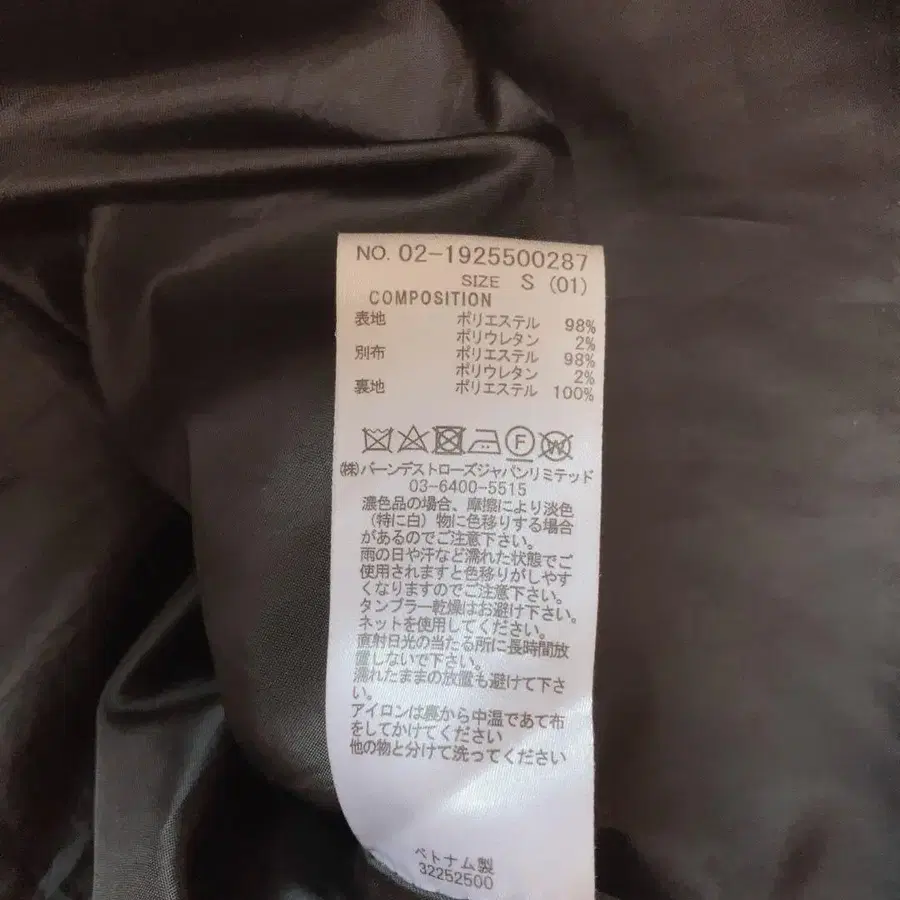 NO. 02-1925500287
SIZE S (01)
COMPOSITION
表地 ポリエステル 98%
ポリウレタン 2%
別布 ポリエステル 98%
ポリウレタン 2%
裏地 ポリエステル 100%
F W
(株)バーンデストローズジャパンリミテッド
03-6400-5515
濃色品の場合、摩擦により淡色
(特に白)物に色移りする場合
があるのでご注意下さい。
雨の日や汗など濡れた状態でご
使用されますと色移りがしやす
くなりますのでご注意下さい。
タンブラー乾燥はお避け下さい。
ネットを使用してください。
直射日光の当たる所に長時間放
置しないで下さい。
濡れたままの放置も避けて下さ
い。
アイロンは裏から中温であて布
をしてかけてください
他の物と分けて洗ってください
ベトナム製
32252500